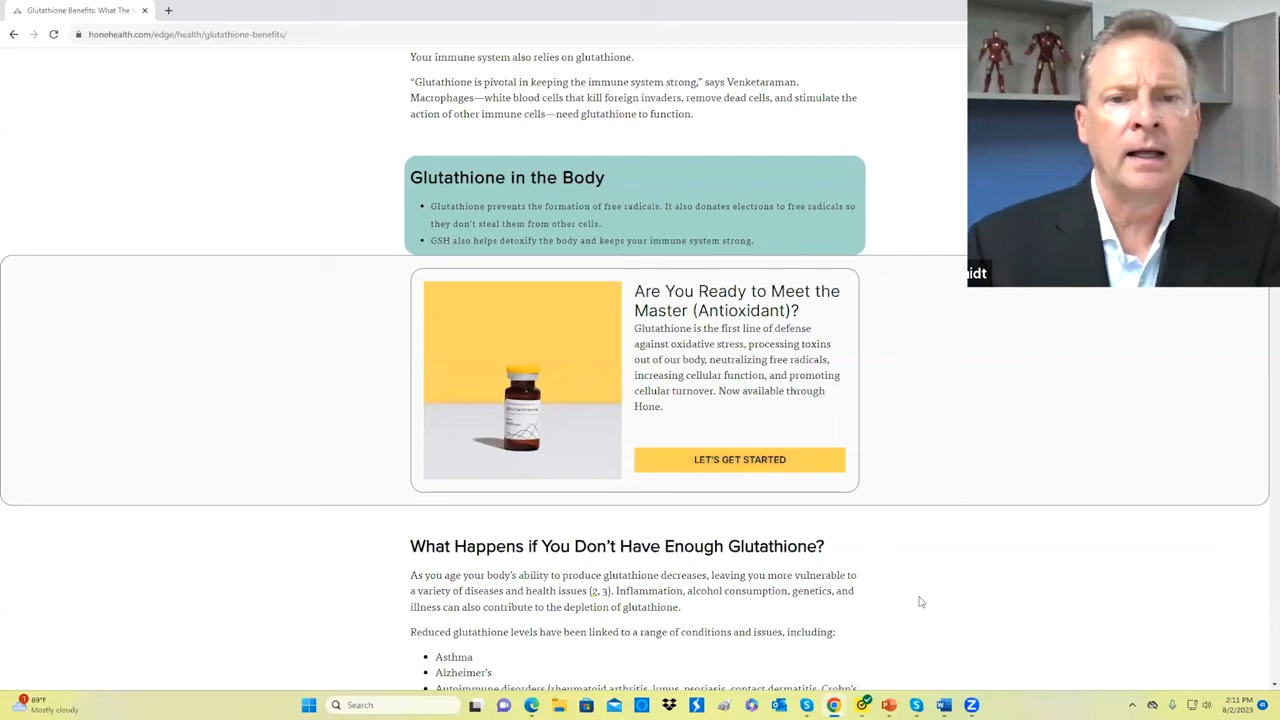 Glutathione Benefits: What The
honehealth.com/edge/health/glutathione-benefits/
Your immune system also relies on glutathione.
“Glutathione is pivotal in keeping the immune system strong,” says Venketaraman.
Macrophages—white blood cells that kill foreign invaders, remove dead cells, and stimulate the
action of other immune cells—need glutathione to function.
Glutathione in the Body
• Glutathione prevents the formation of free radicals. It also donates electrons to free radicals so
they don't steal them from other cells.
• GSH also helps detoxify the body and keeps your immune system strong.
idt
Are You Ready to Meet the
Master (Antioxidant)?
Glutathione is the first line of defense
against oxidative stress, processing toxins
out of our body, neutralizing free radicals,
increasing cellular function, and promoting
cellular turnover. Now available through
Hone.
Glutathione
LET'S GET STARTED
What Happens if You Don’t Have Enough Glutathione?
As you age your body’s ability to produce glutathione decreases, leaving you more vulnerable to
a variety of diseases and health issues (2, 3). Inflammation, alcohol consumption, genetics, and
illness can also contribute to the depletion of glutathione.
Reduced glutathione levels have been linked to a range of conditions and issues, including:
• Asthma
• Alzheimer’s
• Autoimmune disorders (rheumatoid arthritis, lupus, psoriasis, contact dermatitis, Crohn’s
1
89°F
Mostly cloudy
Search
2:11 PM
8/2/2023